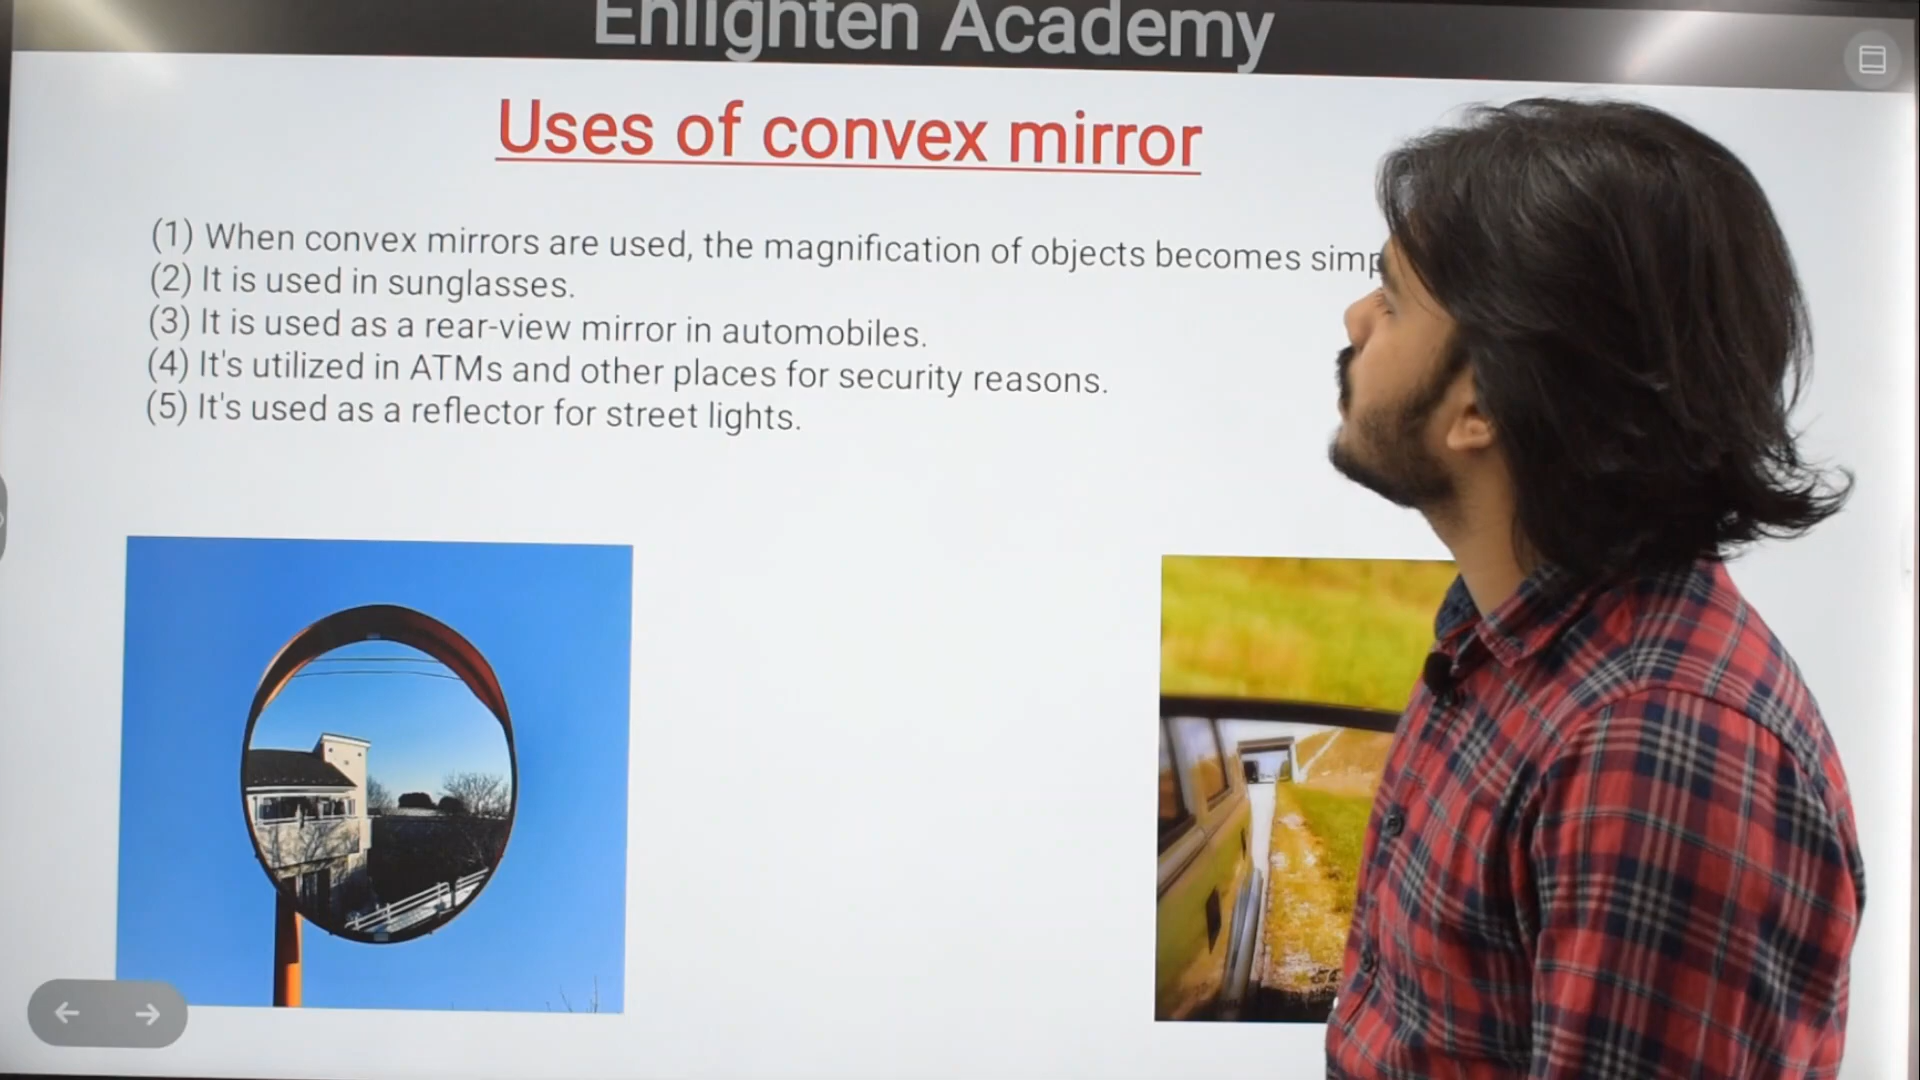 Enlighten Academy
Uses of convex mirror
(1) When convex mirrors are used, the magnification of objects becomes
(2) It is used in sunglasses.
(3) It is used as a rear-view mirror in automobiles.
(4) It's utilized in ATMs and other places for security reasons.
(5) It's used as a reflector for street lights.